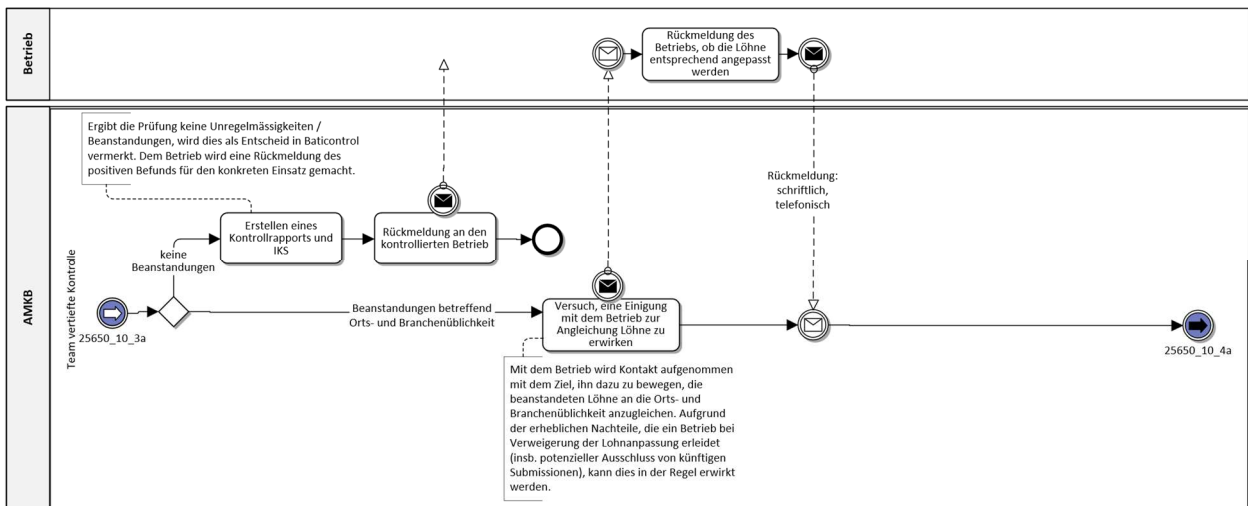 Betrieb
Rückmeldung des
Betriebs, ob die Löhne
entsprechend angepasst
werden
AMKB
Team vertiefte Kontrolle
Ergibt die Prüfung keine Unregelmässigkeiten /
Beanstandungen, wird dies als Entscheid in Baticontrol
vermerkt. Dem Betrieb wird eine Rückmeldung des
positiven Befunds für den konkreten Einsatz gemacht.
Rückmeldung:
schriftlich,
telefonisch
Erstellen eines
Kontrollrapports und
IKS
Rückmeldung an den
kontrollierten Betrieb
keine
Beanstandungen
25650_10_3a
Beanstandungen betreffend
Orts- und Branchenüblichkeit
Versuch, eine Einigung
mit dem Betrieb zur
Angleichung Löhne zu
erwirken
25650_10_4a
Mit dem Betrieb wird Kontakt aufgenommen
mit dem Ziel, ihn dazu zu bewegen, die
beanstandeten Löhne an die Orts- und
Branchenüblichkeit anzugleichen. Aufgrund
der erheblichen Nachteile, die ein Betrieb bei
Verweigerung der Lohnanpassung erleidet
(insb. potenzieller Ausschluss von künftigen
Submissionen), kann dies in der Regel erwirkt
werden.